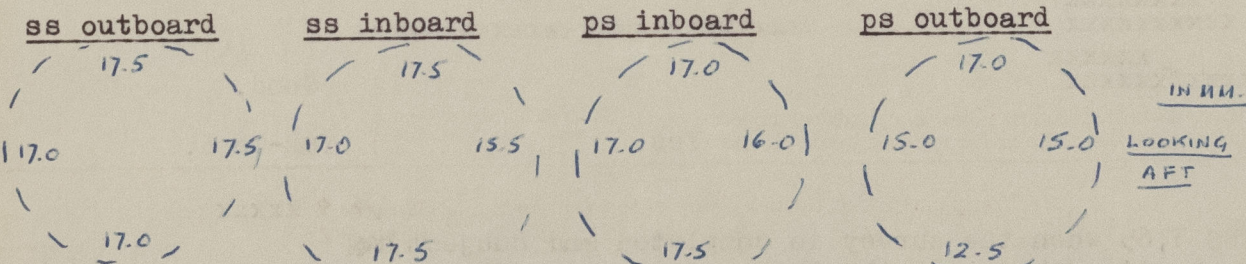 ss outboard ss inboard ps inboard ps outboard
17.5 17.5 17.0 17.0
IN MM.
17.0 17.5 17.0 15.5 17.0 16.0 15.0 15.0 LOOKING
AFT
17.0 17.5 17.5 12.5